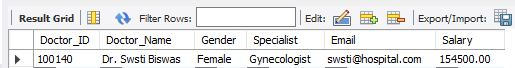 Result Grid Filter Rows: Edit: Export/Import:
Doctor_ID Doctor_Name Gender Specialist Email Salary
100140 Dr. Swsti Biswas Female Gynecologist swsti@hospital.com 154500.00